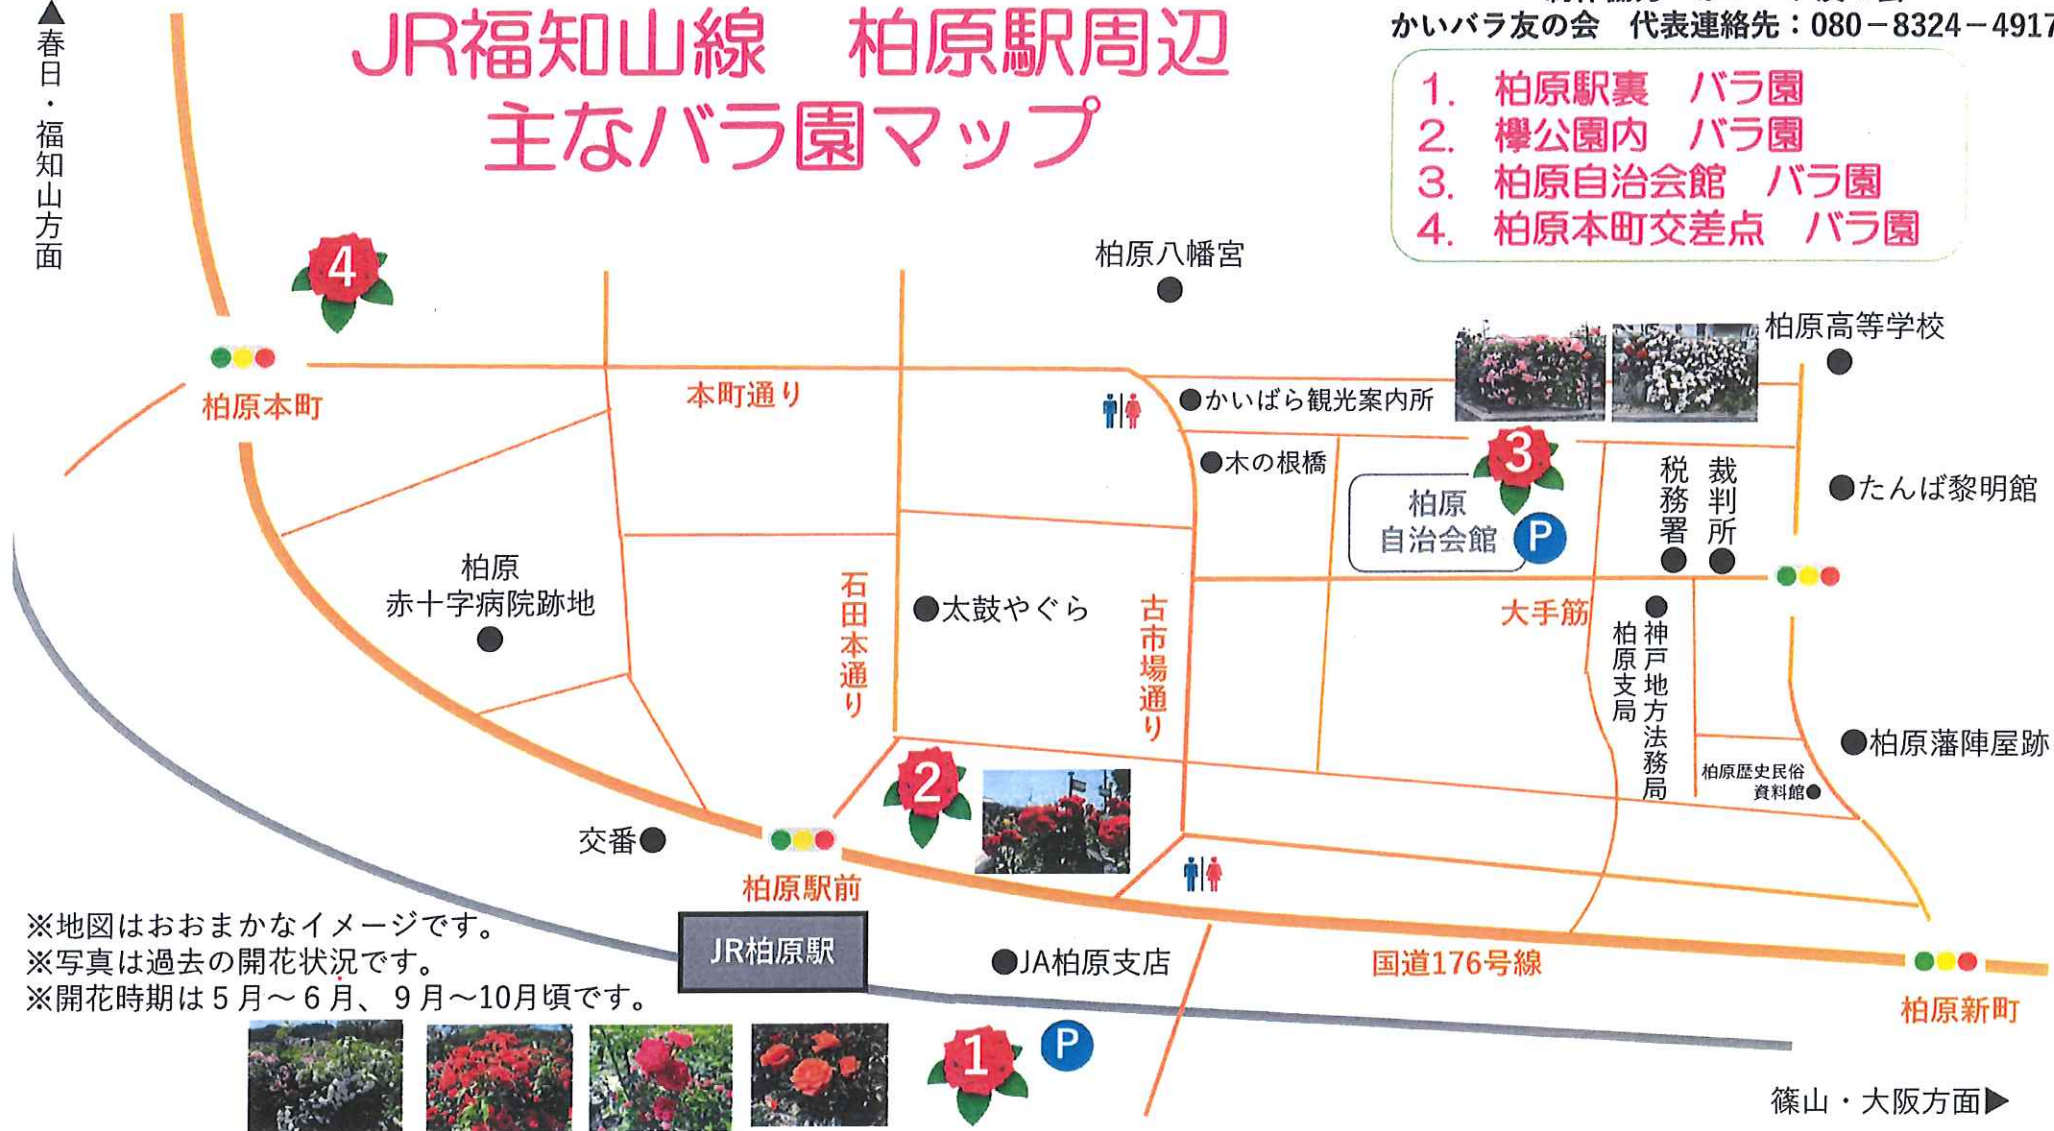 ▲春日・福知山方面
JR福知山線 柏原駅周辺
主なバラ園マップ
かいバラ友の会 代表連絡先：080－8324－4917
1. 柏原駅裏 バラ園
2. 欅公園内 バラ園
3. 柏原自治会館 バラ園
4. 柏原本町交差点 バラ園
4
柏原八幡宮
柏原高等学校
柏原本町
本町通り
かいばら観光案内所
木の根橋
3
柏原
自治会館
P
税務署
裁判所
たんば黎明館
柏原
赤十字病院跡地
石田本通り
太鼓やぐら
古市場通り
大手筋
神戸地方法務局
柏原支局
柏原藩陣屋跡
柏原歴史民俗
資料館
2
交番
柏原駅前
※地図はおおまかなイメージです。
※写真は過去の開花状況です。
※開花時期は５月～６月、９月～10月頃です。
JR柏原駅
JA柏原支店
国道176号線
柏原新町
1
P
篠山・大阪方面▶